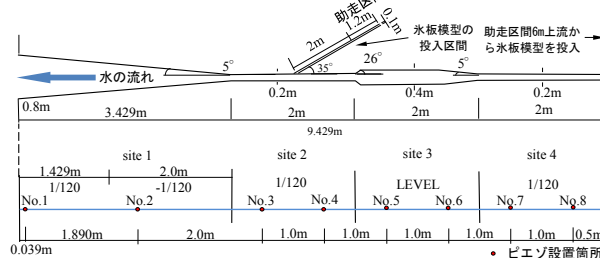 助走区
1.2m
0.1m
2m
氷板模型の
投入区間
助走区間6m上流か
ら氷板模型を投入
水の流れ
5°
35°
26°
5°
0.8m
0.2m
0.4m
0.2m
3.429m
2m
2m
2m
9.429m
site 1
site 2
site 3
site 4
1.429m
2.0m
1/120
-1/120
1/120
LEVEL
1/120
No.1
No.2
No.3
No.4
No.5
No.6
No.7
No.8
1.890m
2.0m
1.0m
1.0m
1.0m
1.0m
1.0m
0.5m
0.039m
ピエゾ設置箇所